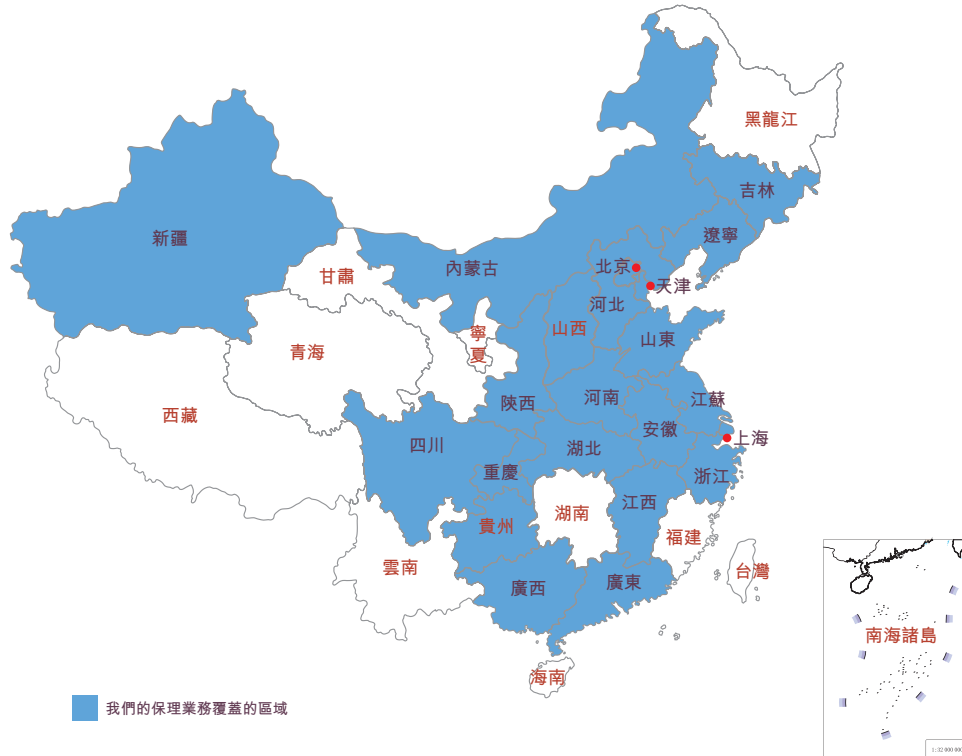 黑龍江
吉林
遼寧
新疆
內蒙古
北京
甘肅
天津
河北
山西
寧
夏
山東
青海
陝西
河南
江蘇
西藏
安徽
上海
四川
湖北
重慶
浙江
江西
湖南
貴州
福建
雲南
台灣
廣西
廣東
南海諸島
海南
我們的保理業務覆蓋的區域
1:32 000 000